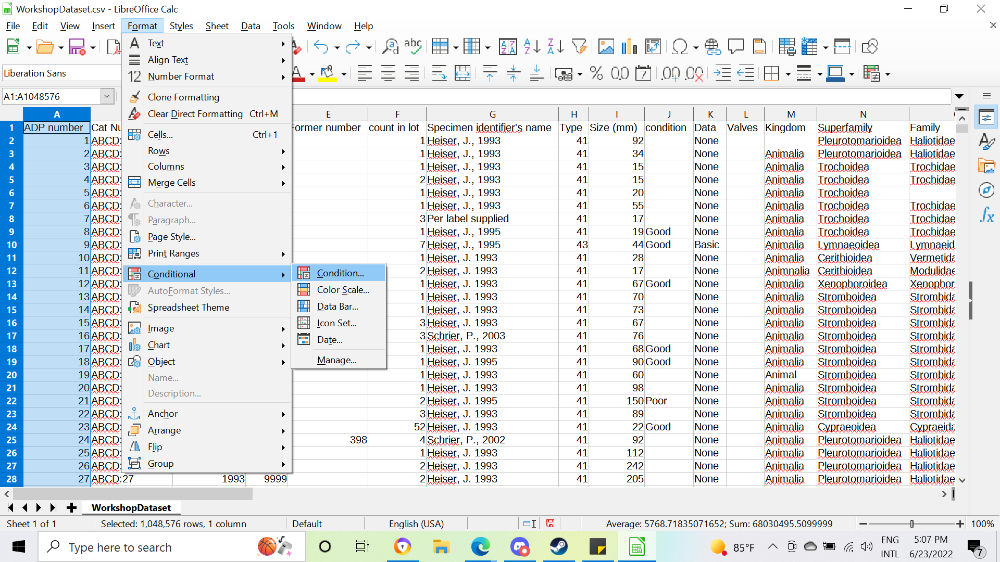 WorkshopDataset.csv - LibreOffice Calc
File Edit View Insert Format Styles Sheet Data Tools Window Help
Liberation Sans
A1:A1048576
Text
Align Text
Number Format
Clone Formatting
Clear Direct Formatting Ctrl+M
Cells... Ctrl+1
Rows
Columns
Merge Cells
Character...
Paragraph...
Page Style...
Print Ranges
Conditional
AutoFormat Styles...
Spreadsheet Theme
Image
Chart
Object
Name...
Description...
Anchor
Arrange
Flip
Group
Condition...
Color Scale...
Data Bar...
Icon Set...
Date...
Manage...
A E F G H I J K L M N
1 ADP number Cat Nu Former number count in lot Specimen identifier's name Type Size (mm) condition Data Valves Kingdom Superfamily Family
2 1 ABCD: 1 Heiser, J., 1993 41 92 None Pleurotomarioidea Haliotidae
3 2 ABCD: 1 Heiser, J., 1993 41 34 None Animalia Pleurotomarioidea Haliotidae
4 3 ABCD: 1 Heiser, J., 1993 41 15 None Animalia Trochoidea Trochidae
5 4 ABCD: 2 Heiser, J., 1993 41 15 None Animalia Trochoidea Trochidae
6 5 ABCD: 1 Heiser, J., 1993 41 20 None Animalia Trochoidea
7 6 ABCD: 1 Heiser, J., 1993 41 55 None Animalia Trochoidea Trochidae
8 7 ABCD: 3 Per label supplied 41 17 None Animalia Trochoidea Trochidae
9 8 ABCD: 1 Heiser, J., 1995 41 19 Good None Animalia Trochoidea Trochidae
10 9 ABCD: 7 Heiser, J., 1995 43 44 Good Basic Animalia Lymnaeoidea Lymnaeid
11 10 ABCD: 1 Heiser, J. 1993 41 28 None Animalia Cerithioidea Vermetida
12 11 ABCD: 2 Heiser, J. 1993 41 17 None Animnalia Cerithioidea Modulidae
13 12 ABCD: 1 Heiser, J. 1993 41 67 Good None Animalia Xenophoroidea Xenophor
14 13 ABCD: 1 Heiser, J. 1993 41 70 None Animalia Stromboidea Strombida
15 14 ABCD: 1 Heiser, J. 1993 41 73 None Animalia Stromboidea Strombida
16 15 ABCD: 3 Heiser, J. 1993 41 67 None Animalia Stromboidea Strombida
17 16 ABCD: 3 Schrier, P., 2003 41 76 None Animalia Stromboidea Strombida
18 17 ABCD: 1 Heiser, J. 1993 41 68 Good None Animalia Stromboidea Strombida
19 18 ABCD: 1 Heiser, J. 1995 41 90 Good None Animalia Stromboidea Strombida
20 19 ABCD: 1 Heiser, J. 1993 41 60 None Animal Stromboidea Strombida
21 20 ABCD: 1 Heiser, J. 1993 41 98 None Animalia Stromboidea Strombida
22 21 ABCD: 2 Heiser, J. 1995 41 150 Poor None Animalia Stromboidea Strombida
23 22 ABCD: 3 Heiser, J. 1993 41 89 None Animalia Stromboidea Strombida
24 23 ABCD: 52 Heiser, J. 1993 41 22 Good None Animalia Cypraeoidea Cypraeida
25 24 ABCD: 398 4 Schrier, P., 2002 41 92 None Animalia Pleurotomarioidea Haliotidae
26 25 ABCD: 1 Heiser, J. 1993 41 112 None Animalia Pleurotomarioidea Haliotidae
27 26 ABCD: 2 Heiser, J. 1993 41 242 None Animalia Pleurotomarioidea Haliotidae
28 27 ABCD:27 1993 9999 2 Heiser, J. 1993 41 205 None Animalia Pleurotomarioidea Haliotidae
WorkshopDataset
Sheet 1 of 1 Selected: 1,048,576 rows, 1 column Default English (USA) Average: 5768.71835071652; Sum: 68030495.5099999 100%
Type here to search
85°F
ENG
INTL
5:07 PM
6/23/2022
7